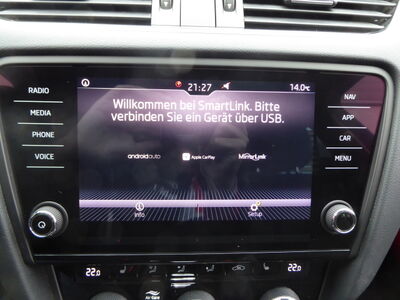 21:27
14.0°C
RADIO
MEDIA
PHONE
VOICE
Willkommen bei SmartLink. Bitte
verbinden Sie ein Gerät über USB.
androidauto
Apple CarPlay
MirrorLink
Info
Setup
NAV
APP
CAR
MENU
22.0
22.0